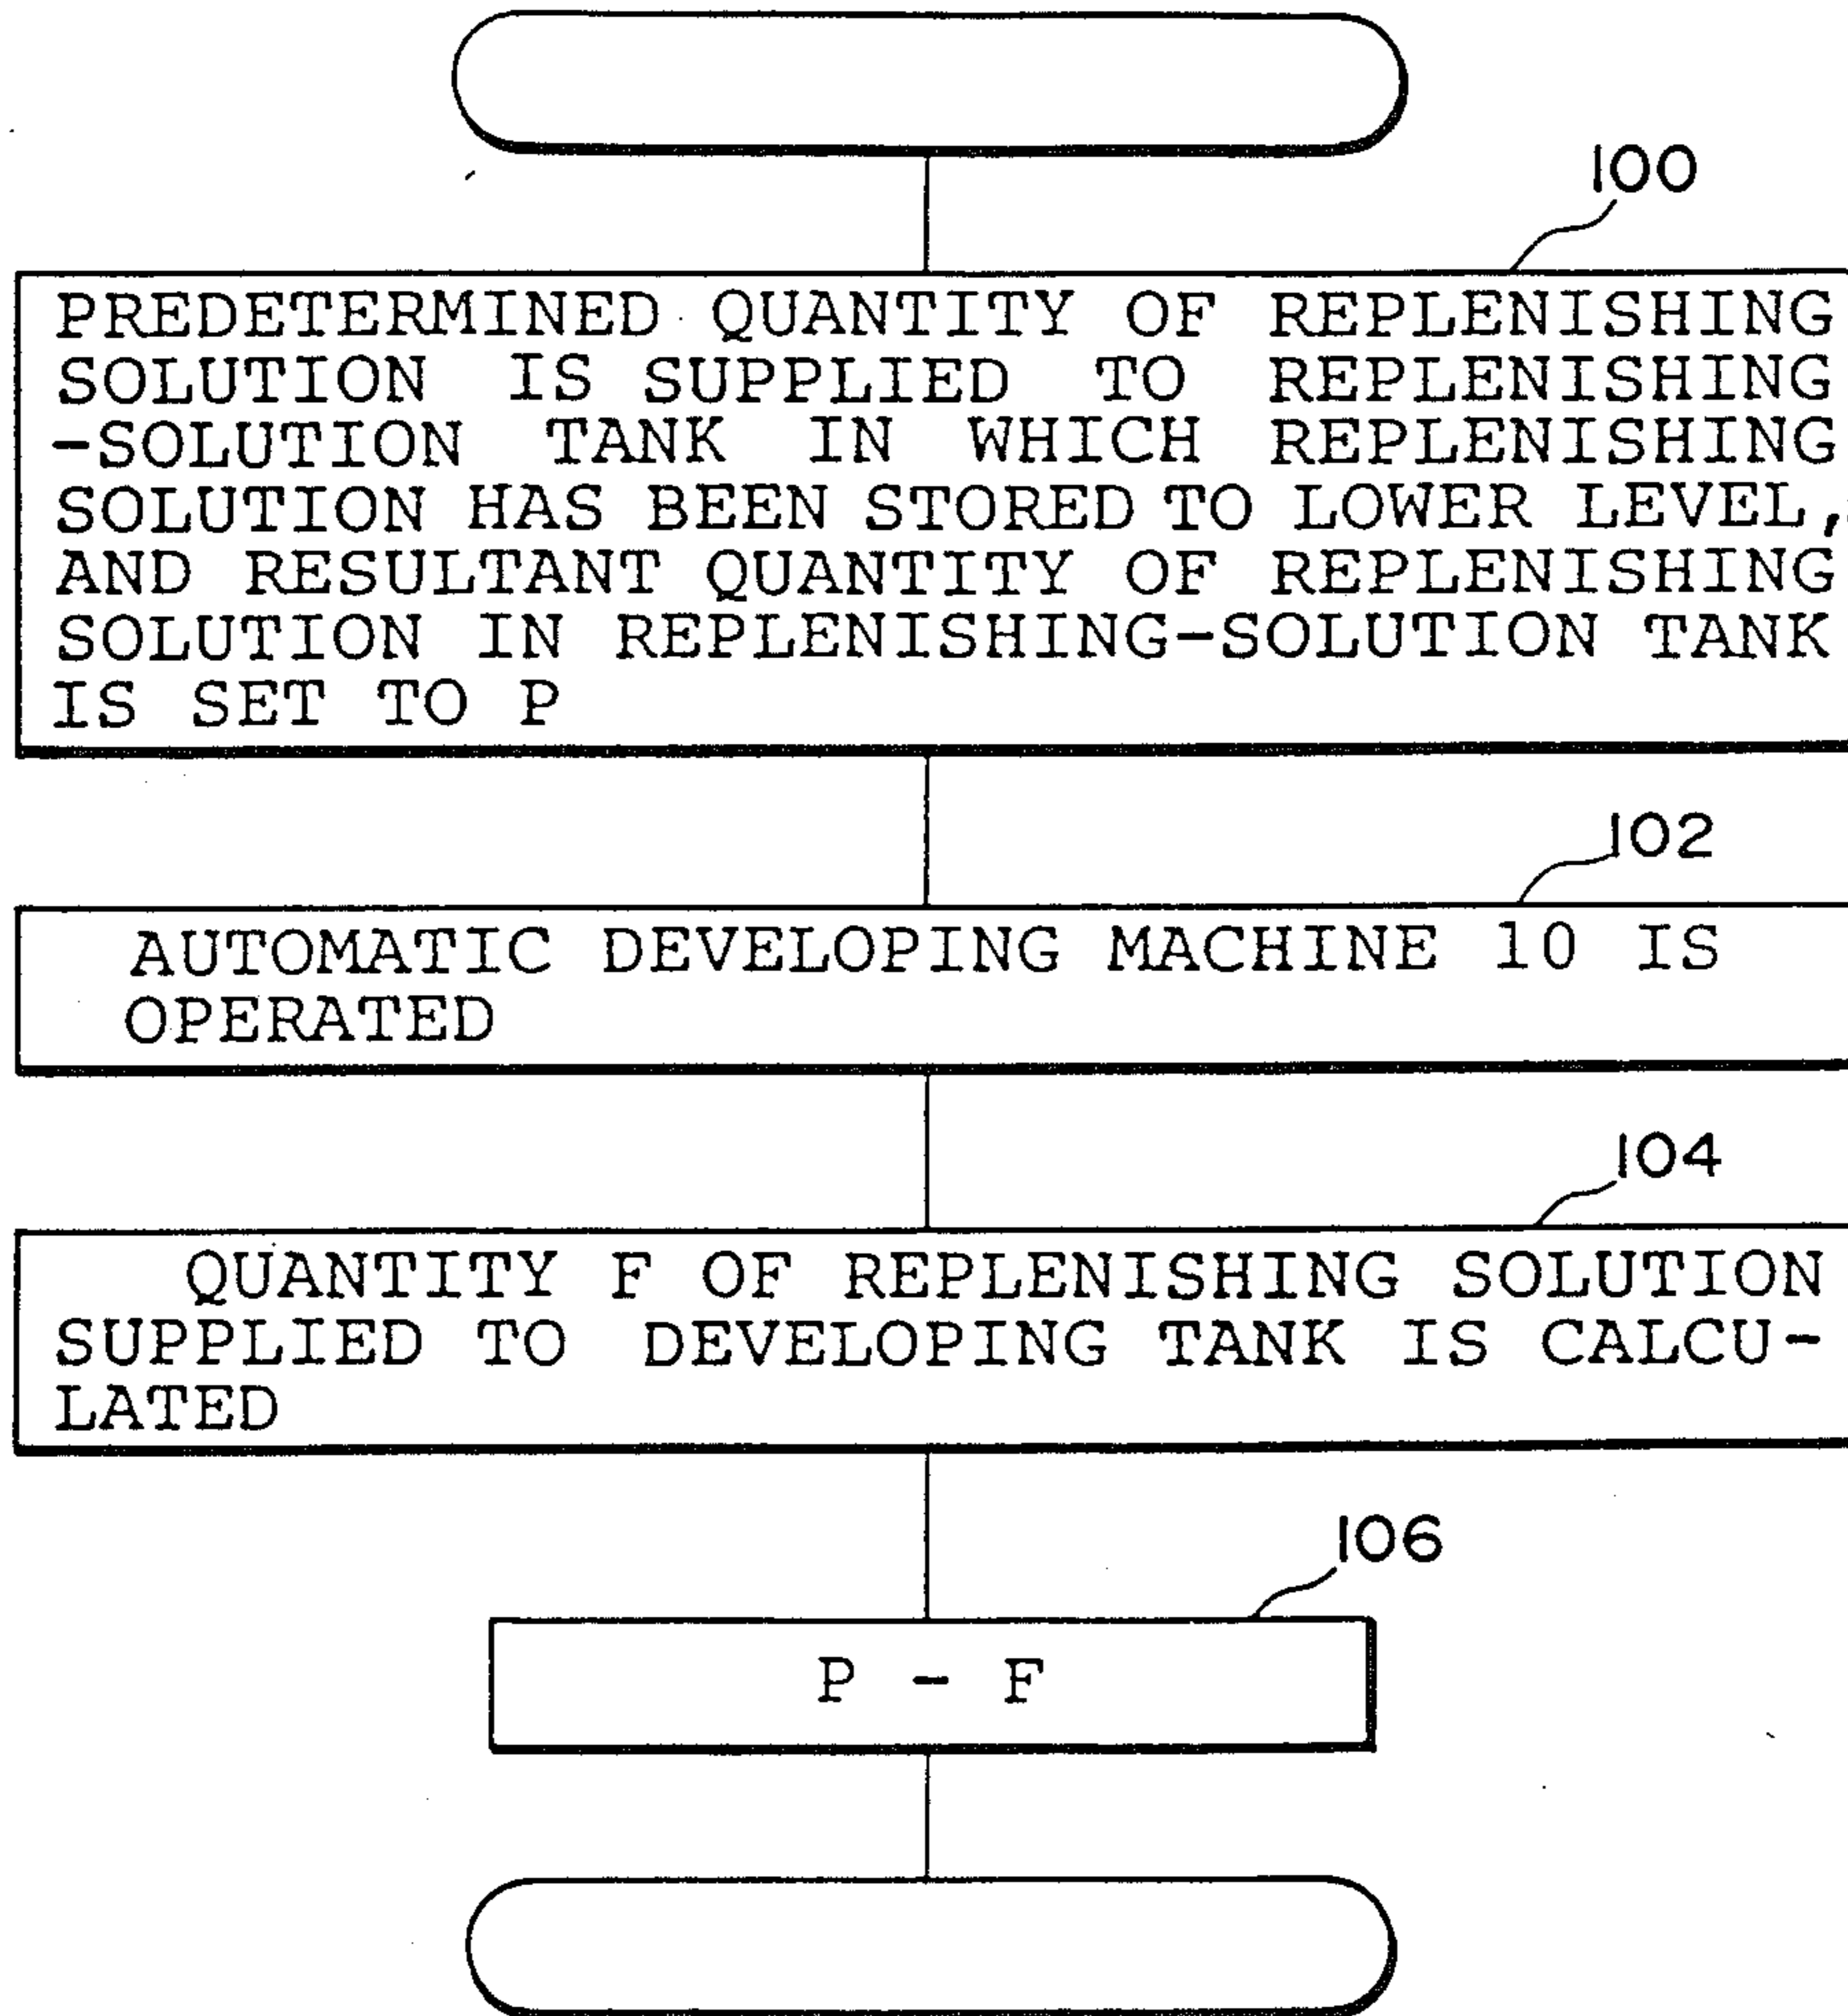 100
PREDETERMINED QUANTITY OF REPLENISHING
SOLUTION IS SUPPLIED TO REPLENISHING
-SOLUTION TANK IN WHICH REPLENISHING
SOLUTION HAS BEEN STORED TO LOWER LEVEL,
AND RESULTANT QUANTITY OF REPLENISHING
SOLUTION IN REPLENISHING-SOLUTION TANK
IS SET TO P
102
AUTOMATIC DEVELOPING MACHINE 10 IS
OPERATED
104
QUANTITY F OF REPLENISHING SOLUTION
SUPPLIED TO DEVELOPING TANK IS CALCU-
LATED
106
P - F